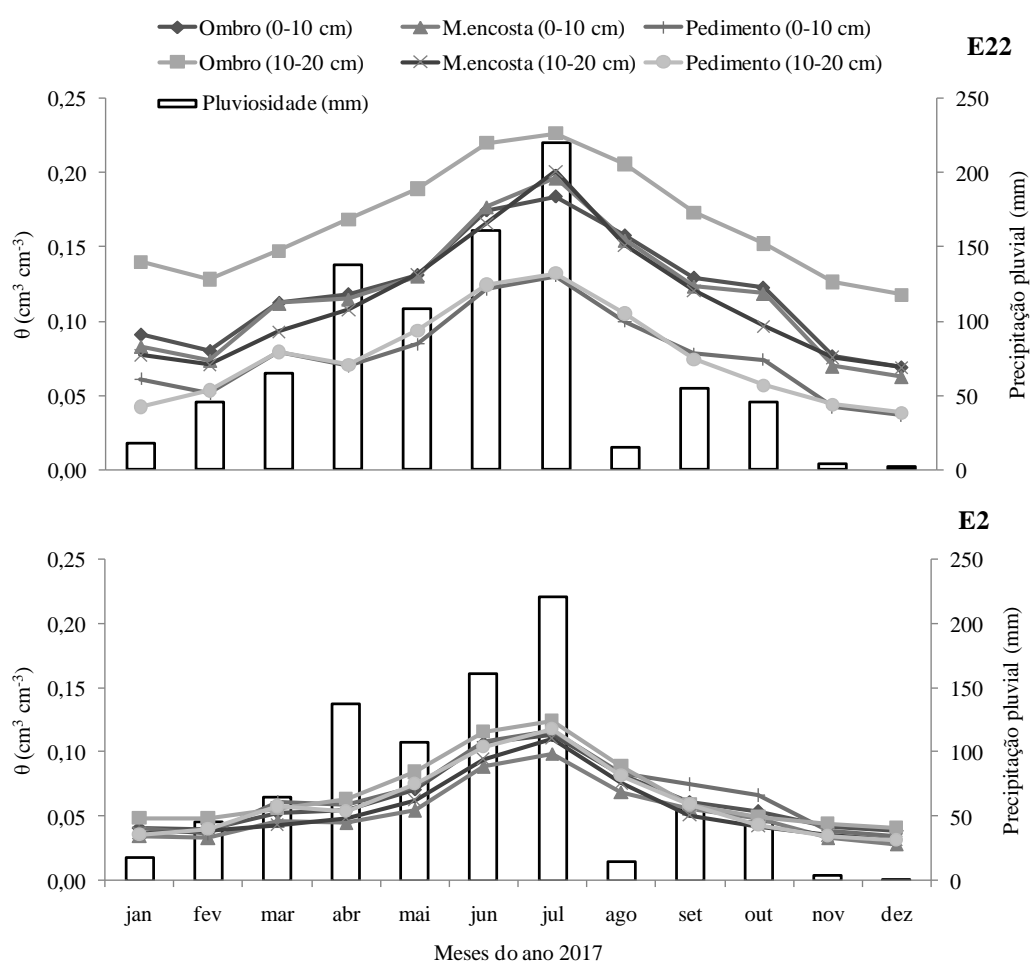 Ombro (0-10 cm) M.encosta (0-10 cm) Pedimento (0-10 cm)
E22
Ombro (10-20 cm) M.encosta (10-20 cm) Pedimento (10-20 cm)
Pluviosidade (mm)
0,25 250
0,20 200
0,15 150
0,10 100
0,05 50
0,00 0
θ (cm³ cm⁻³)
Precipitação pluvial (mm)
E2
0,25 250
0,20 200
0,15 150
0,10 100
0,05 50
0,00 0
θ (cm³ cm⁻³)
Precipitação pluvial (mm)
jan fev mar abr mai jun jul ago set out nov dez
Meses do ano 2017